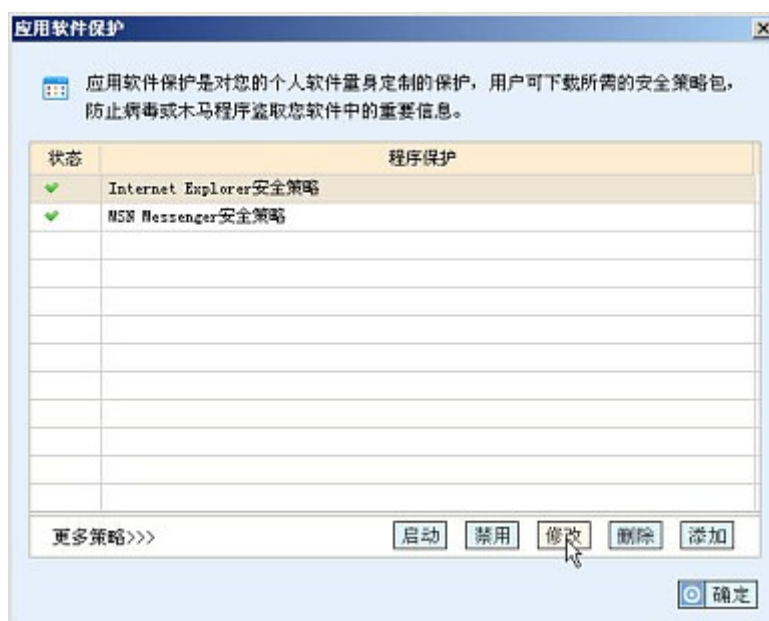 应用软件保护
应用软件保护是对您的个人软件量身定制的保护，用户可下载所需的安全策略包，
防止病毒或木马程序盗取您软件中的重要信息。
状态 程序保护
Internet Explorer安全策略
MSN Messenger安全策略
更多策略>>> 启动 禁用 修改 删除 添加
确定